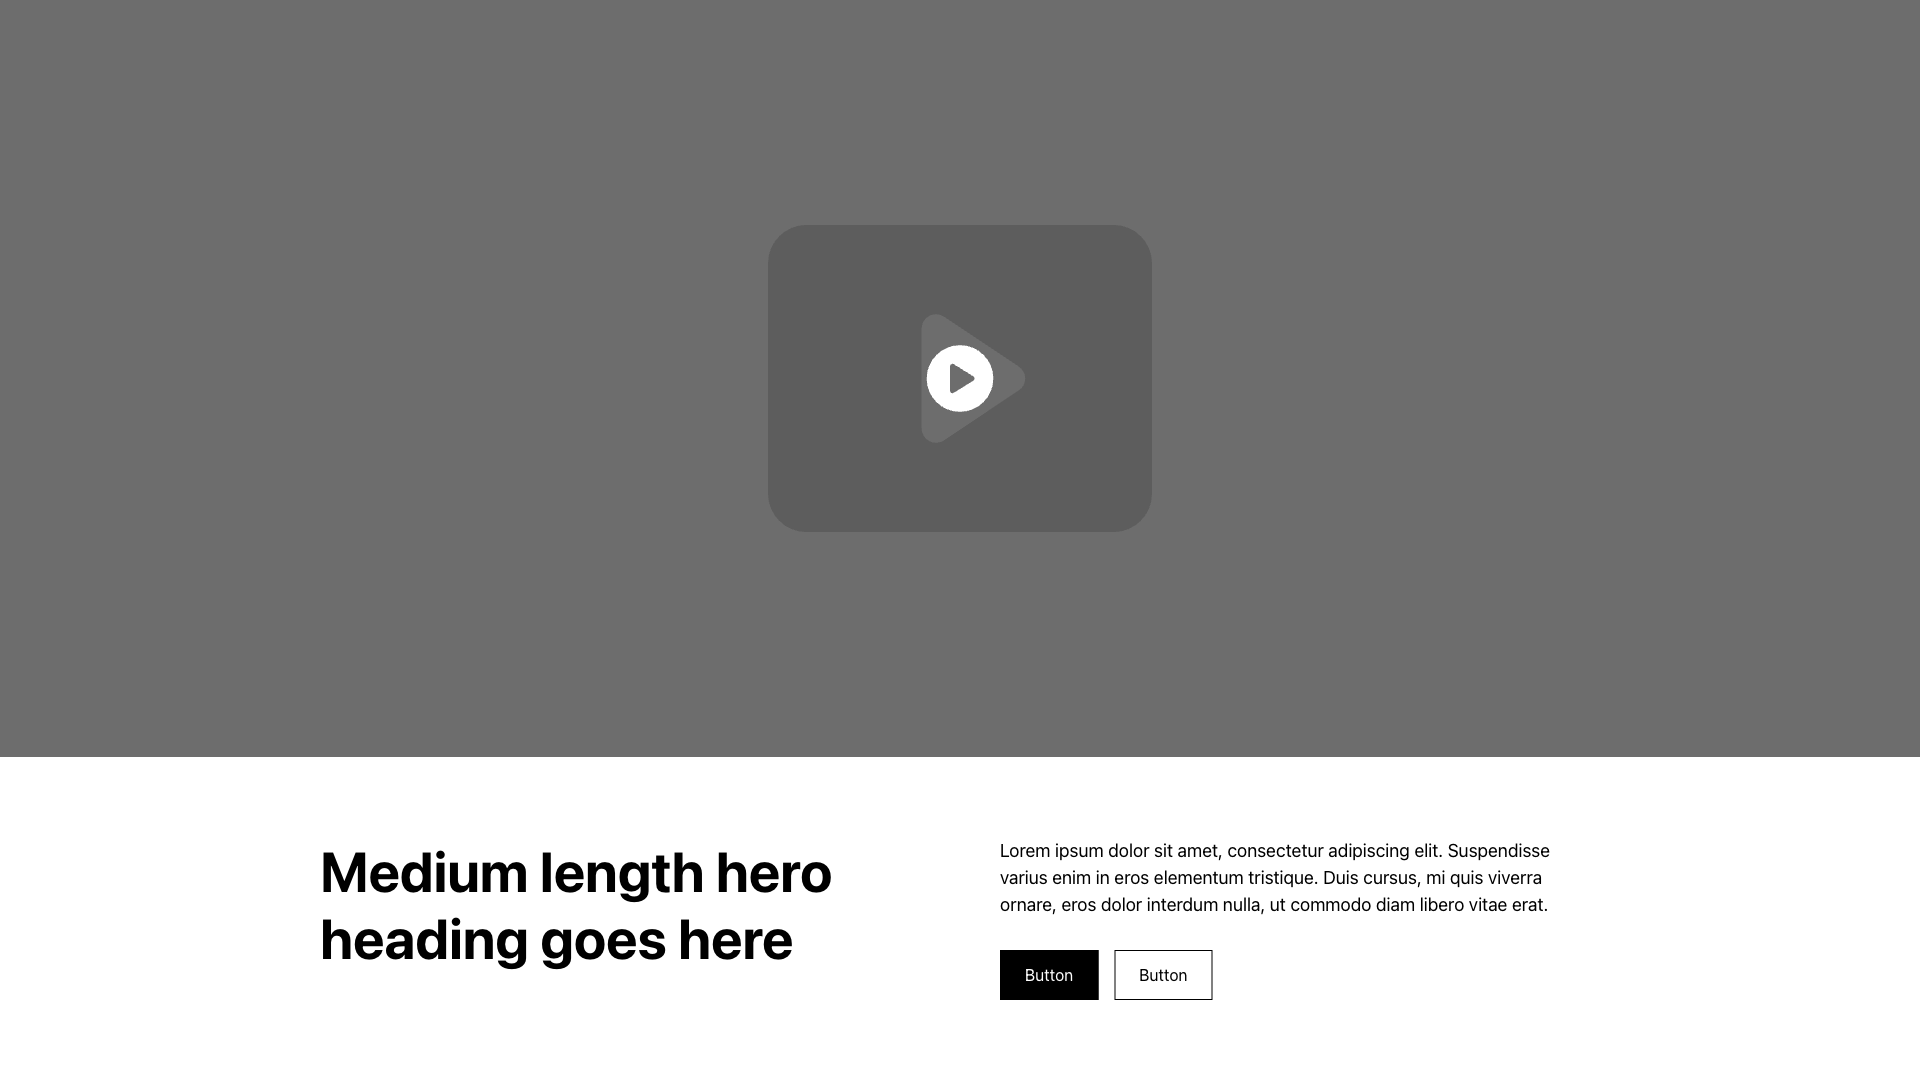 Medium length hero
heading goes here
Lorem ipsum dolor sit amet, consectetur adipiscing elit. Suspendisse
varius enim in eros elementum tristique. Duis cursus, mi quis viverra
ornare, eros dolor interdum nulla, ut commodo diam libero vitae erat.
Button
Button